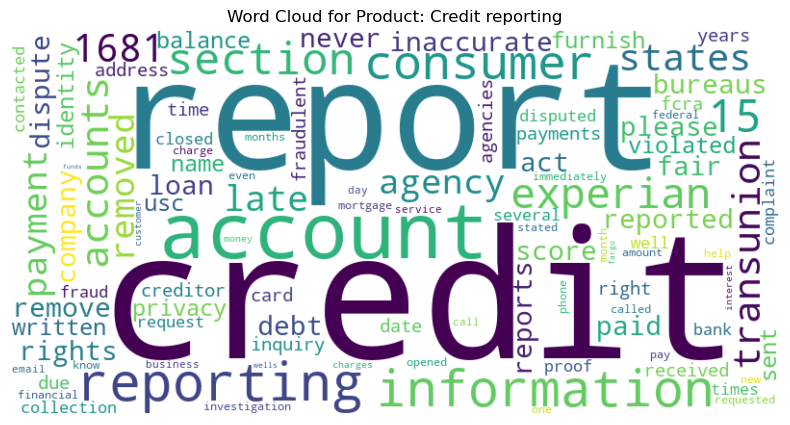 Word Cloud for Product: Credit reporting
contacted
dispute
identity
1681
address
balance
section
never
inaccurate
consumer
furnish
states
years
bureaus
report
time
closed
charge
months
fraudulent
agencies
disputed
payments
fcra
federal
15
please
violated
fair
accounts
removed
name
loan
even
usc
late
day
agency
act
immediately
experian
mortgage
service
several
stated
reported
transunion
complaint
payment
company
funds
customer
account
money
score
month
fargo
well
amount
help
credit
fraud
creditor
card
privacy
request
debt
inquiry
date
call
reports
phone
right
called
paid
bank
interest
sent
remove
written
rights
email
know
business
wells
charges
opened
proof
pay
received
new
times
requested
due
financial
collection
reporting
investigation
information
one